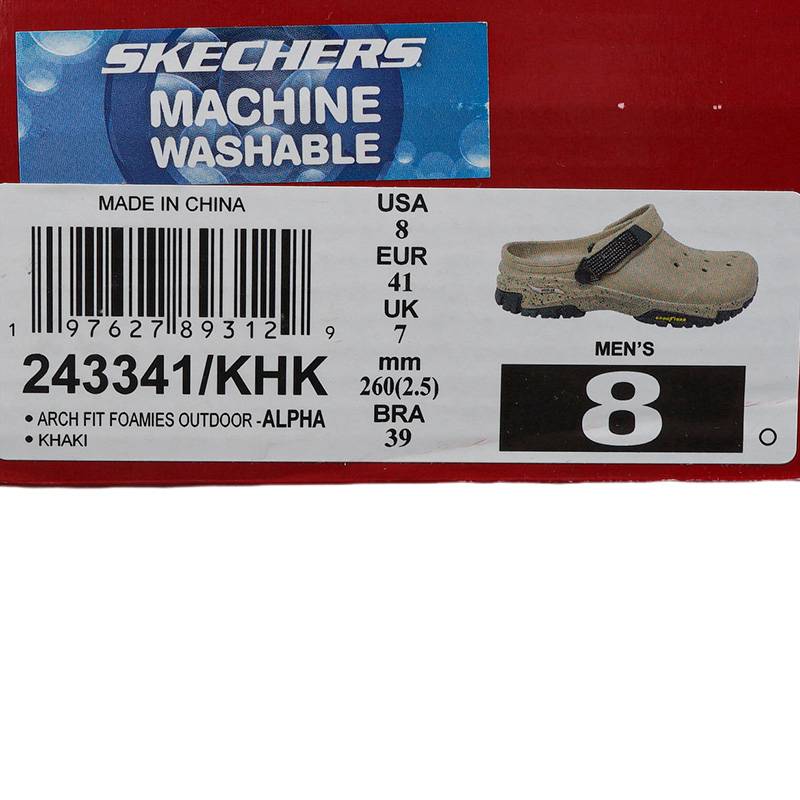 SKECHERS
MACHINE
WASHABLE
MADE IN CHINA
1 97627 89312 9
243341/KHK
• ARCH FIT FOAMIES OUTDOOR -ALPHA
• KHAKI
USA
8
EUR
41
UK
7
mm
260(2.5)
BRA
39
GOODYEAR
MEN'S
8